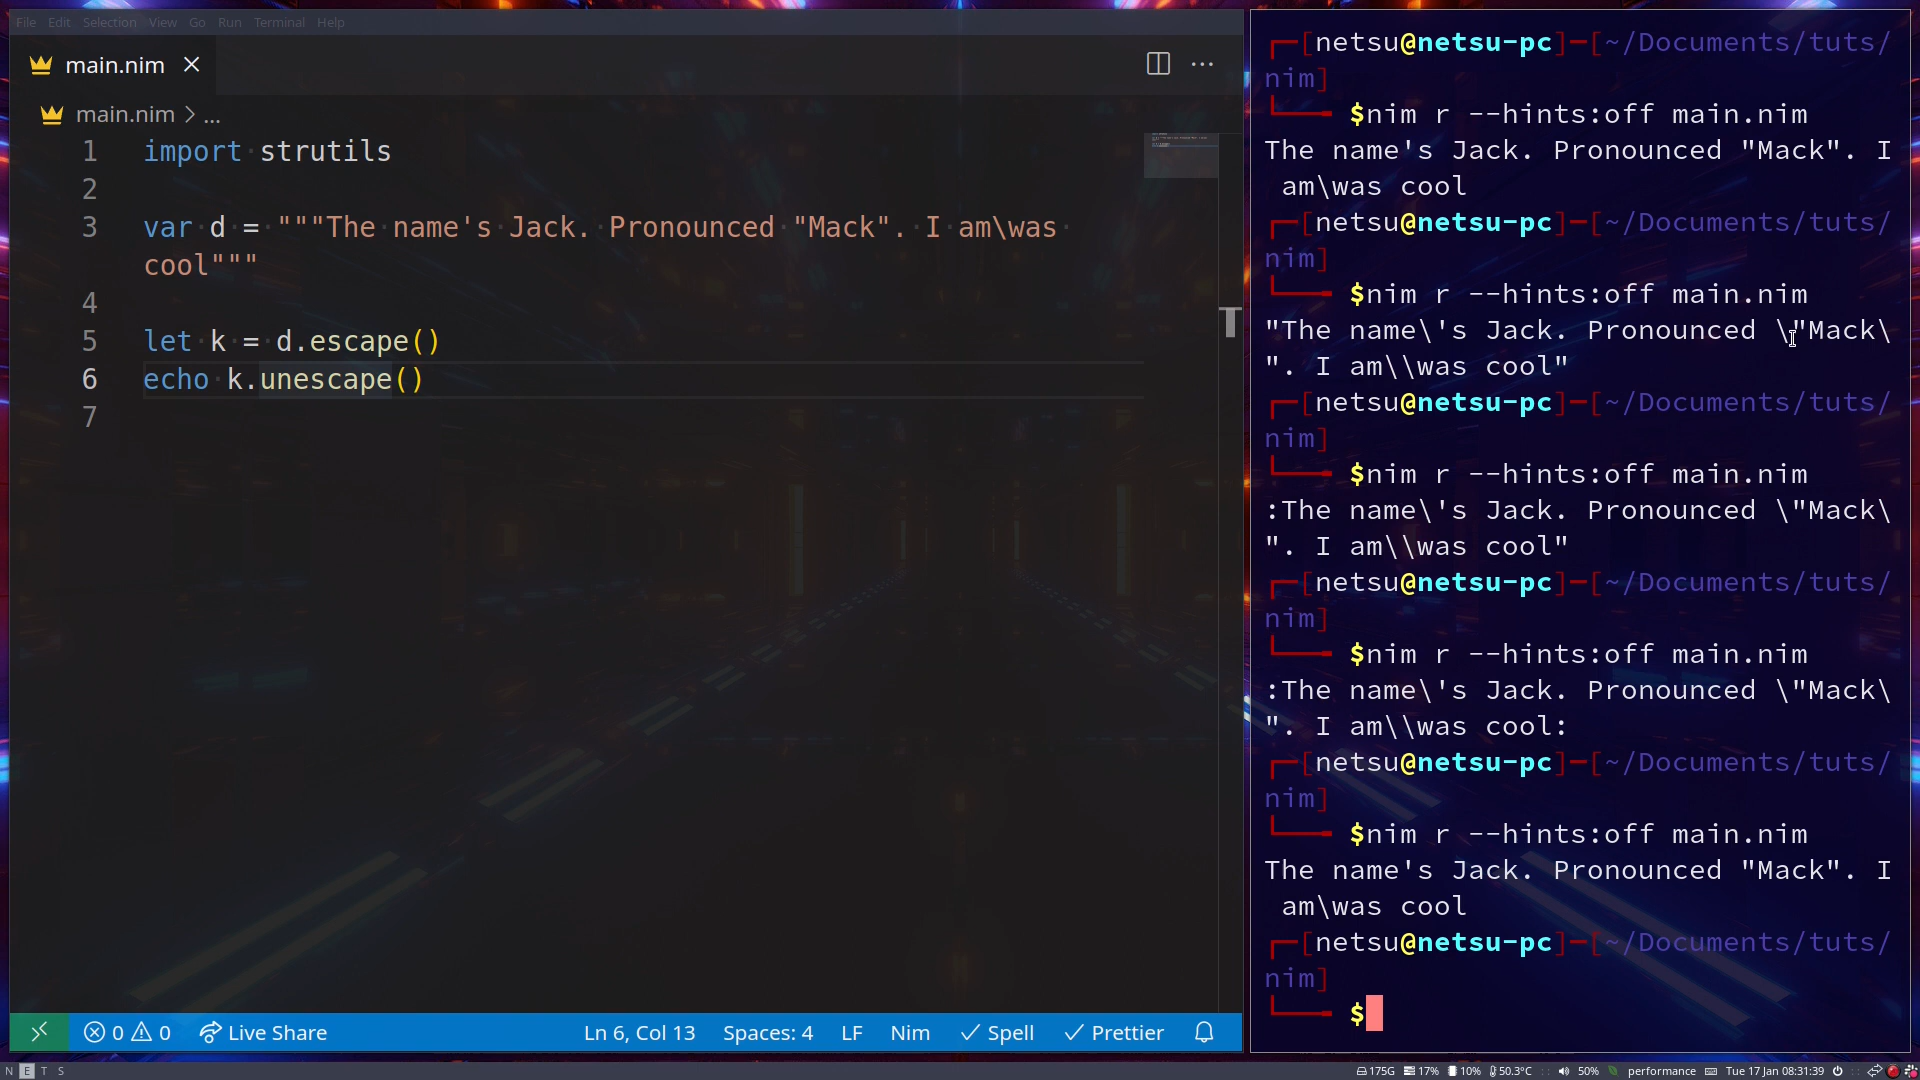 File Edit Selection View Go Run Terminal Help
main.nim
main.nim > ...
1 import strutils
2
3 var d = """The name's Jack. Pronounced "Mack". I am\was
cool"""
4
5 let k = d.escape()
6 echo k.unescape()
7
0 0 Live Share Ln 6, Col 13 Spaces: 4 LF Nim Spell Prettier
[netsu@netsu-pc]-[~/Documents/tuts/
nim]
$nim r --hints:off main.nim
The name's Jack. Pronounced "Mack". I
am\was cool
[netsu@netsu-pc]-[~/Documents/tuts/
nim]
$nim r --hints:off main.nim
"The name\'s Jack. Pronounced \"Mack\
". I am\\was cool"
[netsu@netsu-pc]-[~/Documents/tuts/
nim]
$nim r --hints:off main.nim
:The name\'s Jack. Pronounced \"Mack\
". I am\\was cool"
[netsu@netsu-pc]-[~/Documents/tuts/
nim]
$nim r --hints:off main.nim
:The name\'s Jack. Pronounced \"Mack\
". I am\\was cool:
[netsu@netsu-pc]-[~/Documents/tuts/
nim]
$nim r --hints:off main.nim
The name's Jack. Pronounced "Mack". I
am\was cool
[netsu@netsu-pc]-[~/Documents/tuts/
nim]
$
N E T S 175G 17% 10% 50.3°C :: 50% performance Tue 17 Jan 08:31:39 ::